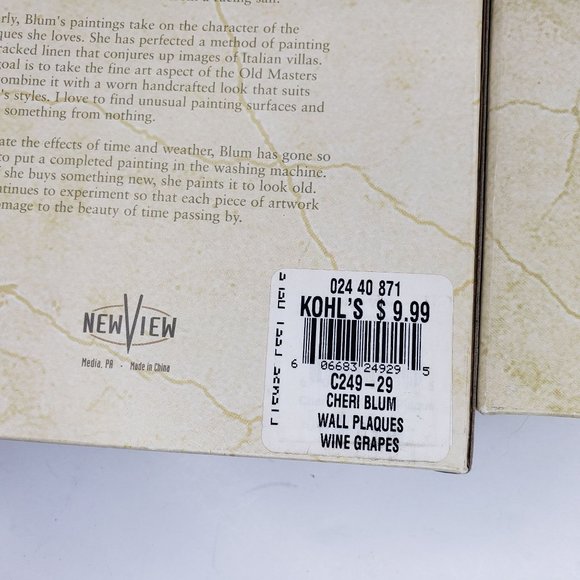 erly, Blum's paintings take on the character of the
ques she loves. She has perfected a method of painting
racked linen that conjures up images of Italian villas.
goal is to take the fine art aspect of the Old Masters
ombine it with a worn handcrafted look that suits
's styles. I love to find unusual painting surfaces and
something from nothing.
ate the effects of time and weather, Blum has gone so
to put a completed painting in the washing machine.
f she buys something new, she paints it to look old.
ntinues to experiment so that each piece of artwork
omage to the beauty of time passing by.
NEWVIEW
Media, PA · Made in China
024 40 871
KOHL'S $ 9.99
6 06683 24929 5
C249-29
CHERI BLUM
WALL PLAQUES
WINE GRAPES